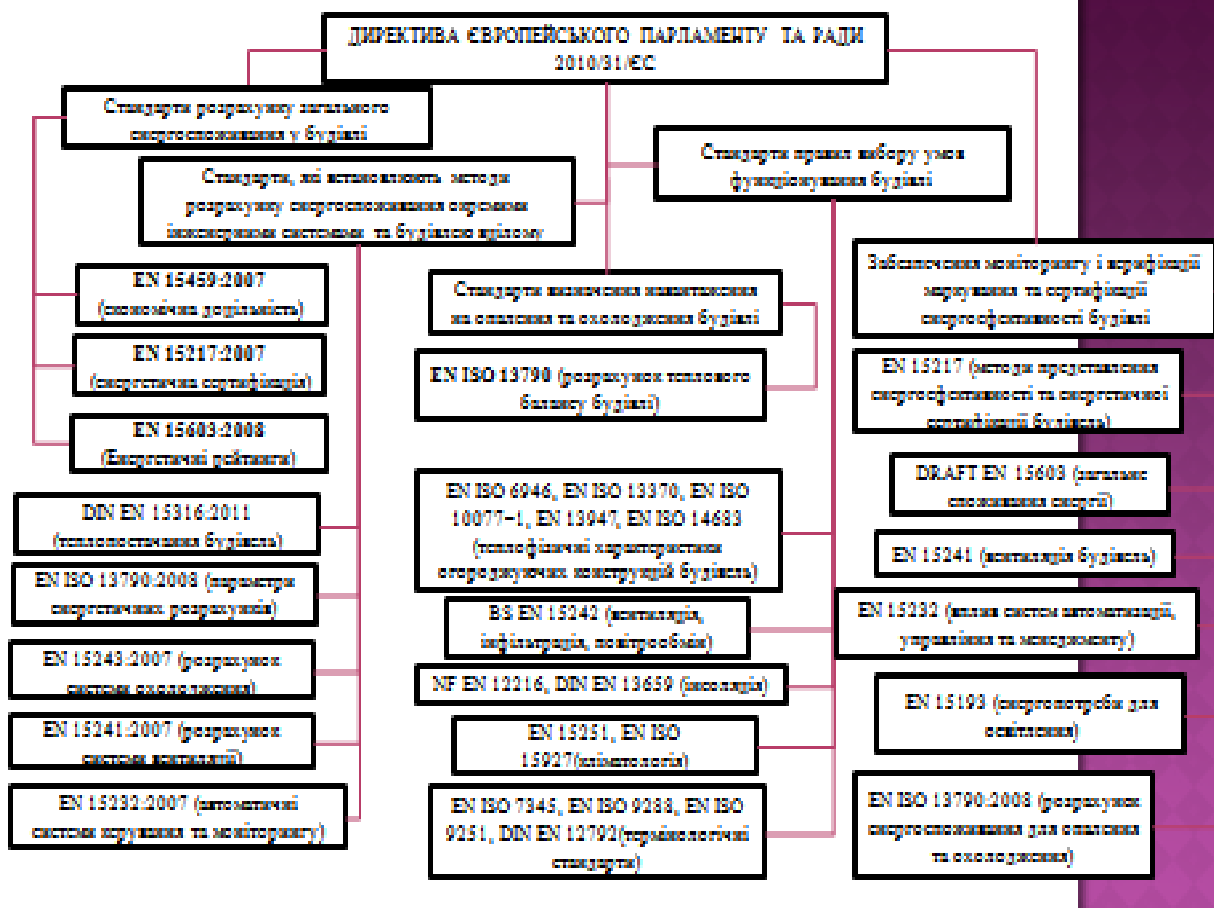 ДИРЕКТИВА ЄВРОПЕЙСЬКОГО ПАРЛАМЕНТУ ТА РАДИ
2010/31/ЄС
Стандарти розрахунку загального
енергоспоживання у будівлі
Стандарти правил вибору умов
функціонування будівлі
Стандарти, які встановлюють методи
розрахунку енергоспоживання окремими
інженерними системами та будівлею вцілому
Забезпечення моніторингу і верифікації
маркування та сертифікації
енергоефективності будівлі
EN 15459:2007
(економічна доцільність)
EN 15217:2007
(енергетична сертифікація)
EN 15603:2008
(Енергетичні рейтинги)
Стандарти визначення навантаження
на опалення та охолодження будівлі
EN ISO 13790 (розрахунок теплового
балансу будівлі)
DIN EN 15316:2011
(теплопостачання будівель)
EN ISO 13790:2008 (параметри
енергетичних розрахунків)
EN 15243:2007 (розрахунок
системи охолодження)
EN 15241:2007 (розрахунок
системи вентиляції)
EN 15232:2007 (автоматичні
системи керування та моніторингу)
EN ISO 6946, EN ISO 13370, EN ISO
10077–1, EN 13947, EN ISO 14683
(теплофізичні характеристики
огороджуючих конструкцій будівель)
BS EN 15242 (вентиляція,
інфільтрація, повітрообмін)
NF EN 12216, DIN EN 13659 (інсоляція)
EN 15251, EN ISO
15927(кліматологія)
EN ISO 7345, EN ISO 9288, EN ISO
9251, DIN EN 12792(термінологічні
стандарти)
EN 15217 (методи представлення
енергоефективності та енергетичної
сертифікації будівель)
DRAFT EN 15603 (загальне
споживання енергії)
EN 15241 (вентиляція будівель)
EN 15232 (вплив систем автоматизації,
управління та менеджменту)
EN 15193 (енергопотреби для
освітлення)
EN ISO 13790:2008 (розрахунок
енергоспоживання для опалення
та охолодження)